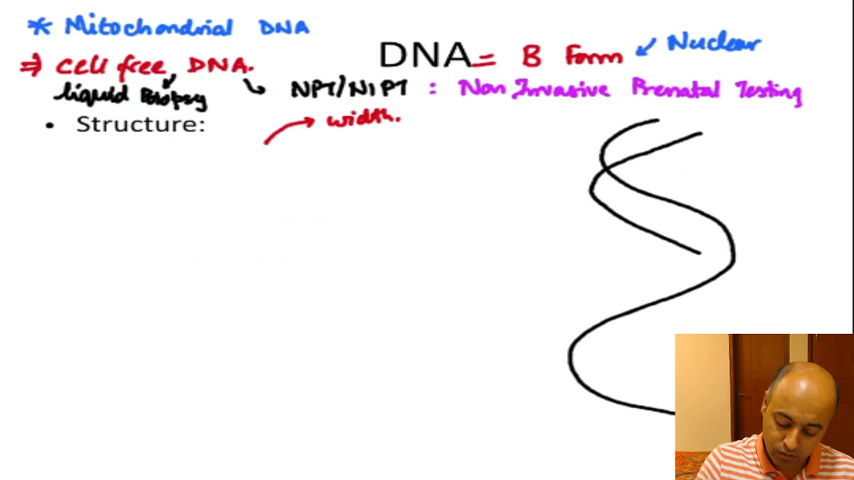 * Mitochondrial DNA
DNA = B Form ↙ Nuclear
⇒ cell free DNA.
liquid Biopsy ↳ NPT/NIPT : Non Invasive Prenatal Testing
• Structure: → width.